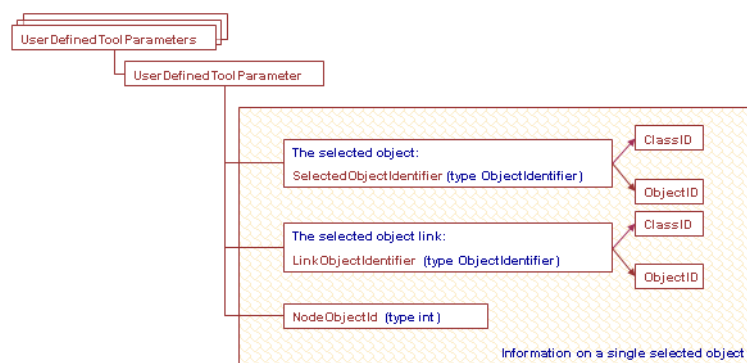 UserDefinedToolParameters
UserDefinedToolParameter
The selected object:
SelectedObjectIdentifier (type ObjectIdentifier)
ClassID
ObjectID
The selected object link:
LinkObjectIdentifier (type ObjectIdentifier)
ClassID
ObjectID
NodeObjectId (type int)
Information on a single selected object